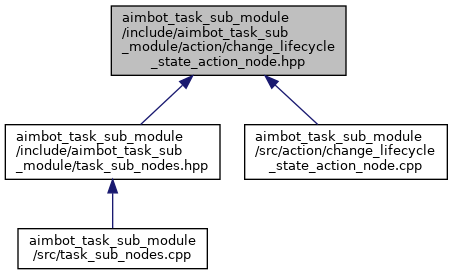 aimbot_task_sub_module
/include/aimbot_task_sub
_module/action/change_lifecycle
_state_action_node.hpp
aimbot_task_sub_module
/include/aimbot_task_sub
_module/task_sub_nodes.hpp
aimbot_task_sub_module
/src/action/change_lifecycle
_state_action_node.cpp
aimbot_task_sub_module
/src/task_sub_nodes.cpp